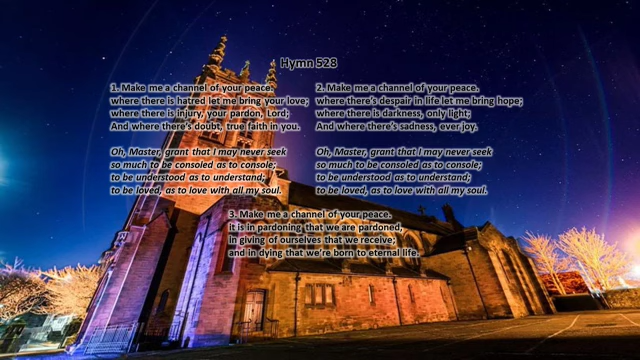 Hymn 528
1. Make me a channel of your peace.
where there is hatred let me bring your love;
where there is injury, your pardon, Lord;
And where there's doubt, true faith in you.
Oh, Master, grant that I may never seek
so much to be consoled as to console;
to be understood as to understand;
to be loved, as to love with all my soul.
2. Make me a channel of your peace.
where there's despair in life let me bring hope;
where there is darkness, only light;
And where there's sadness, ever joy.
Oh, Master, grant that I may never seek
so much to be consoled as to console;
to be understood as to understand;
to be loved, as to love with all my soul.
3. Make me a channel of your peace.
It is in pardoning that we are pardoned,
in giving of ourselves that we receive;
and in dying that we're born to eternal life.